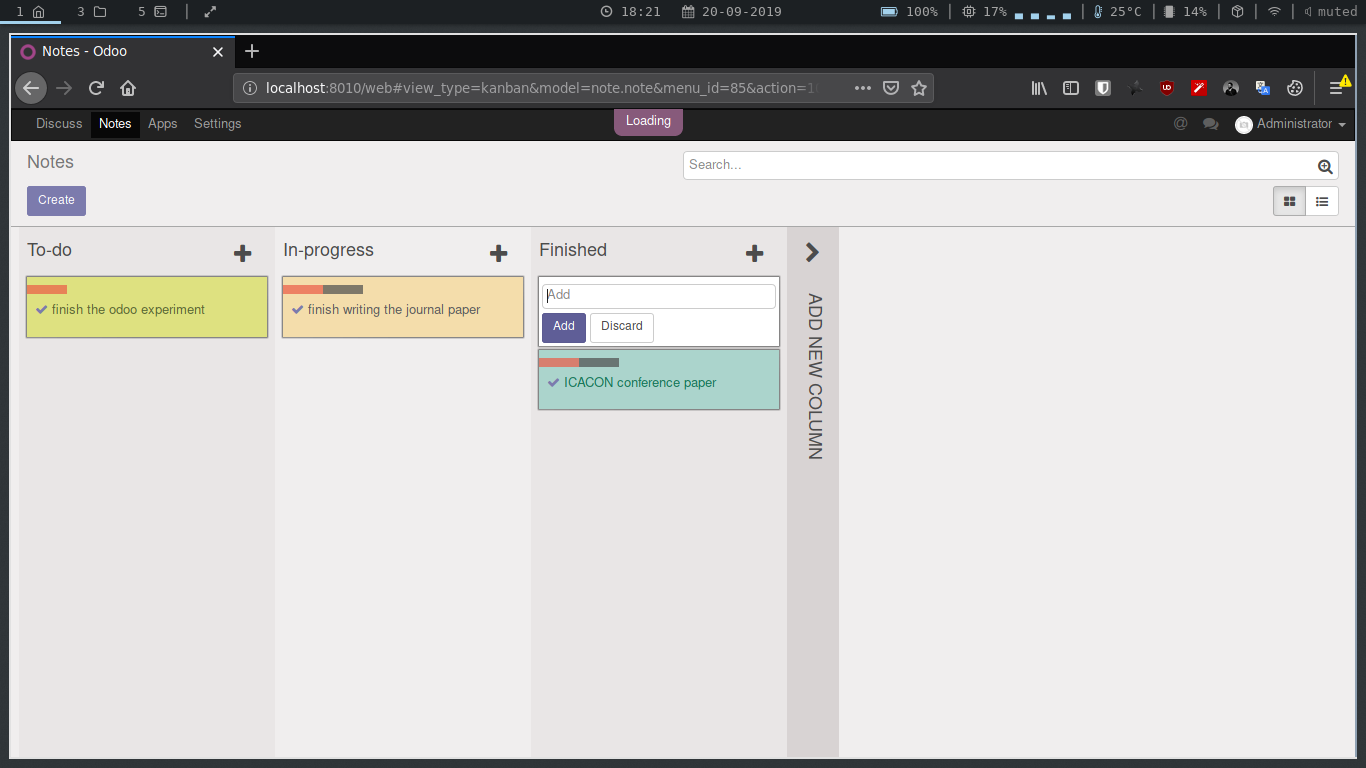 1 3 5 18:21 20-09-2019 100% 17% 25°C 14% muted
Notes - Odoo
localhost:8010/web#view_type=kanban&model=note.note&menu_id=85&action=1
Discuss Notes Apps Settings Loading @ Administrator
Notes Search...
Create
To-do In-progress Finished
finish the odoo experiment finish writing the journal paper Add
Add Discard
ICACON conference paper
ADD NEW COLUMN